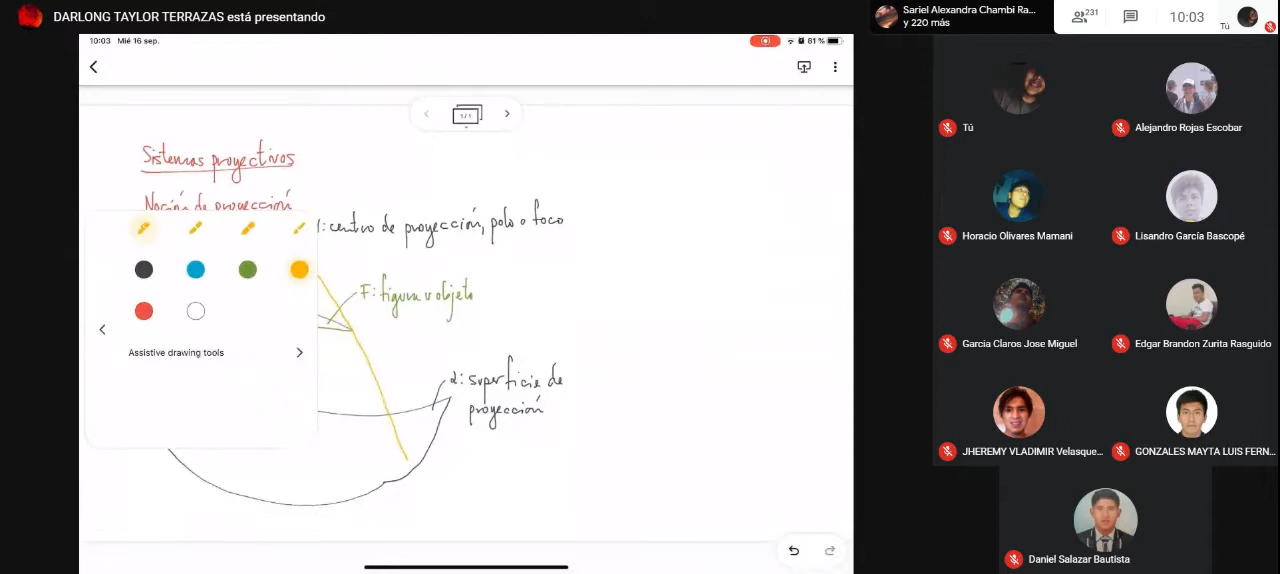 DARLONG TAYLOR TERRAZAS está presentando
Sariel Alexandra Chambi Ra...
y 220 más
231
10:03
Tú
10:03 Mié 16 sep.
81 %
1/1
Sistemas proyectivos
Noción de proyección
: centro de proyección, polo o foco
F: figura u objeto
α: superficie de
proyección
Assistive drawing tools
Tú
Alejandro Rojas Escobar
Horacio Olivares Mamani
Lisandro García Bascopé
Garcia Claros Jose Miguel
Edgar Brandon Zurita Rasguido
JHEREMY VLADIMIR Velasque...
GONZALES MAYTA LUIS FERN...
Daniel Salazar Bautista